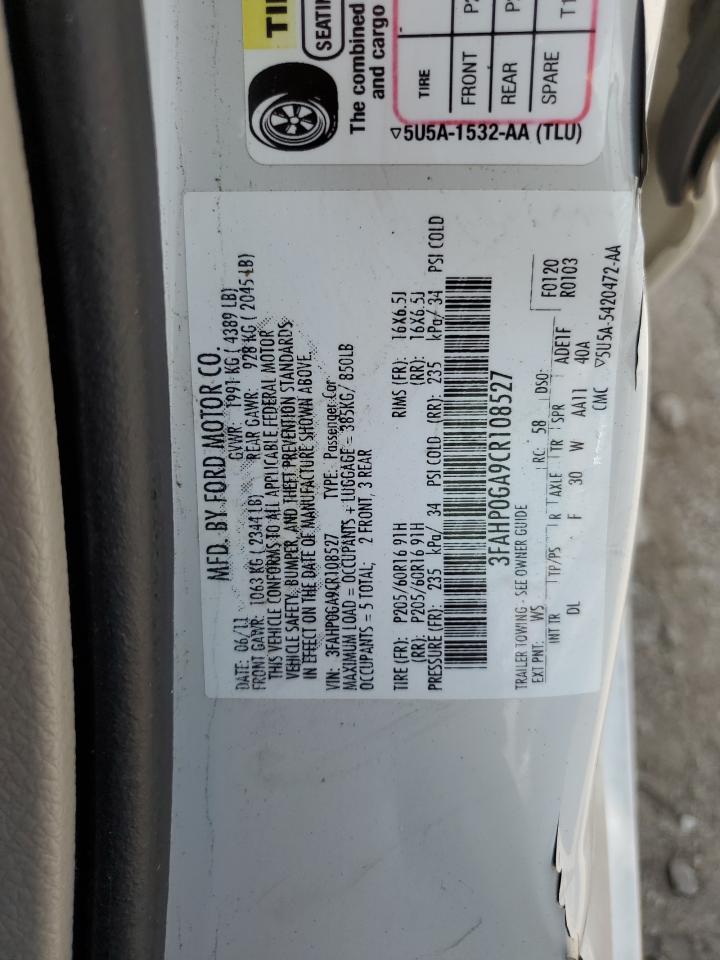 TI
SEATIN
The combined
and cargo
TIRE
FRONT P2
REAR P
SPARE T1
▽5U5A-1532-AA (TLU)
MFD. BY FORD MOTOR CO.
DATE: 06/11 GVWR: 1991 KG ( 4389 LB)
FRONT GAWR: 1063 KG ( 2344 LB) REAR GAWR: 928 KG ( 2045 LB)
THIS VEHICLE CONFORMS TO ALL APPLICABLE FEDERAL MOTOR
VEHICLE SAFETY, BUMPER, AND THEFT PREVENTION STANDARDS
IN EFFECT ON THE DATE OF MANUFACTURE SHOWN ABOVE.
VIN: 3FAHP0GA9CR108527 TYPE: Passenger Car
MAXIMUM LOAD = OCCUPANTS + LUGGAGE = 385KG/ 850LB
OCCUPANTS = 5 TOTAL; 2 FRONT, 3 REAR
TIRE (FR): P205/60R16 91H RIMS (FR): 16X6.5J
(RR): P205/60R16 91H (RR): 16X6.5J
PRESSURE (FR): 235 kPa/ 34 PSI COLD (RR): 235 kPa/ 34 PSI COLD
3FAHP0GA9CR108527
TRAILER TOWING - SEE OWNER GUIDE
EXT PNT: WS RC: 58 DSO: F0120
R0103
INT TR TP/PS R AXLE TR SPR ADE1F
DL F 30 W AA11 40A
CMC ▽5U5A-5420472-AA